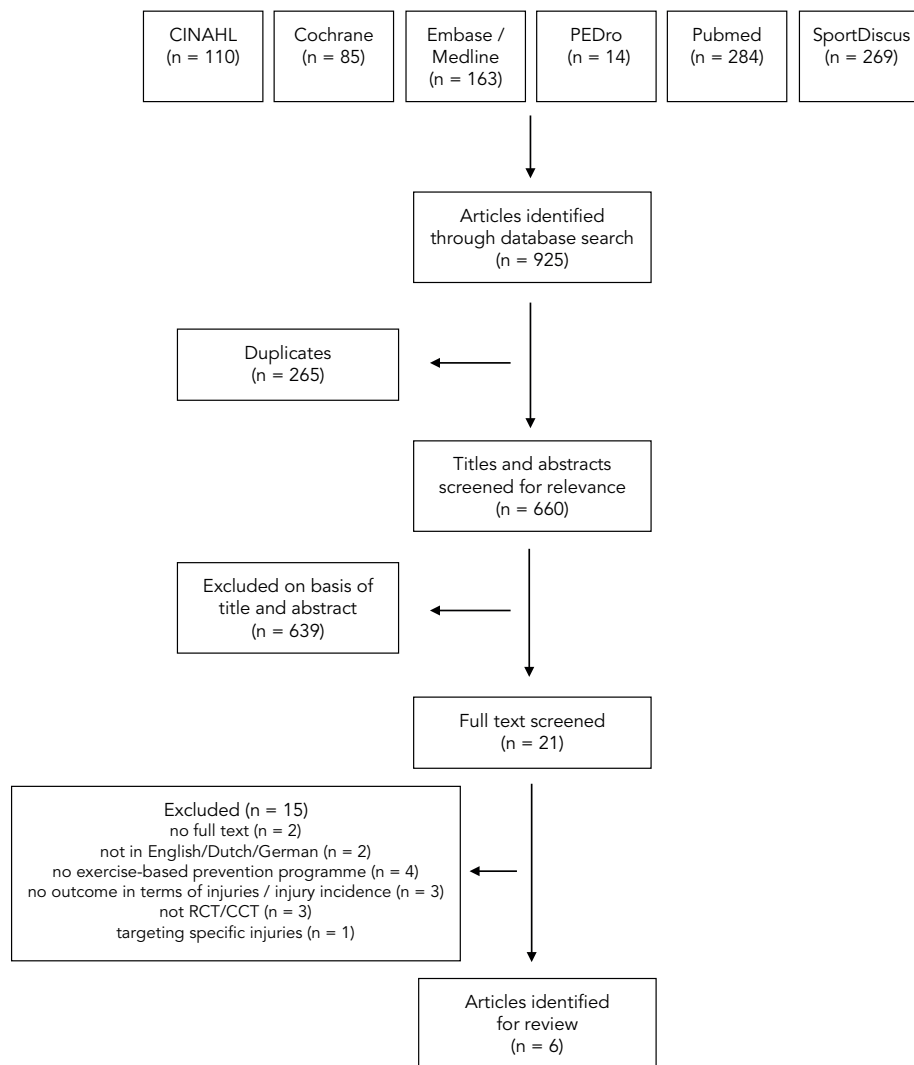 CINAHL
(n = 110)
Cochrane
(n = 85)
Embase /
Medline
(n = 163)
PEDro
(n = 14)
Pubmed
(n = 284)
SportDiscus
(n = 269)
Articles identified
through database search
(n = 925)
Duplicates
(n = 265)
Titles and abstracts
screened for relevance
(n = 660)
Excluded on basis of
title and abstract
(n = 639)
Full text screened
(n = 21)
Excluded (n = 15)
no full text (n = 2)
not in English/Dutch/German (n = 2)
no exercise-based prevention programme (n = 4)
no outcome in terms of injuries / injury incidence (n = 3)
not RCT/CCT (n = 3)
targeting specific injuries (n = 1)
Articles identified
for review
(n = 6)